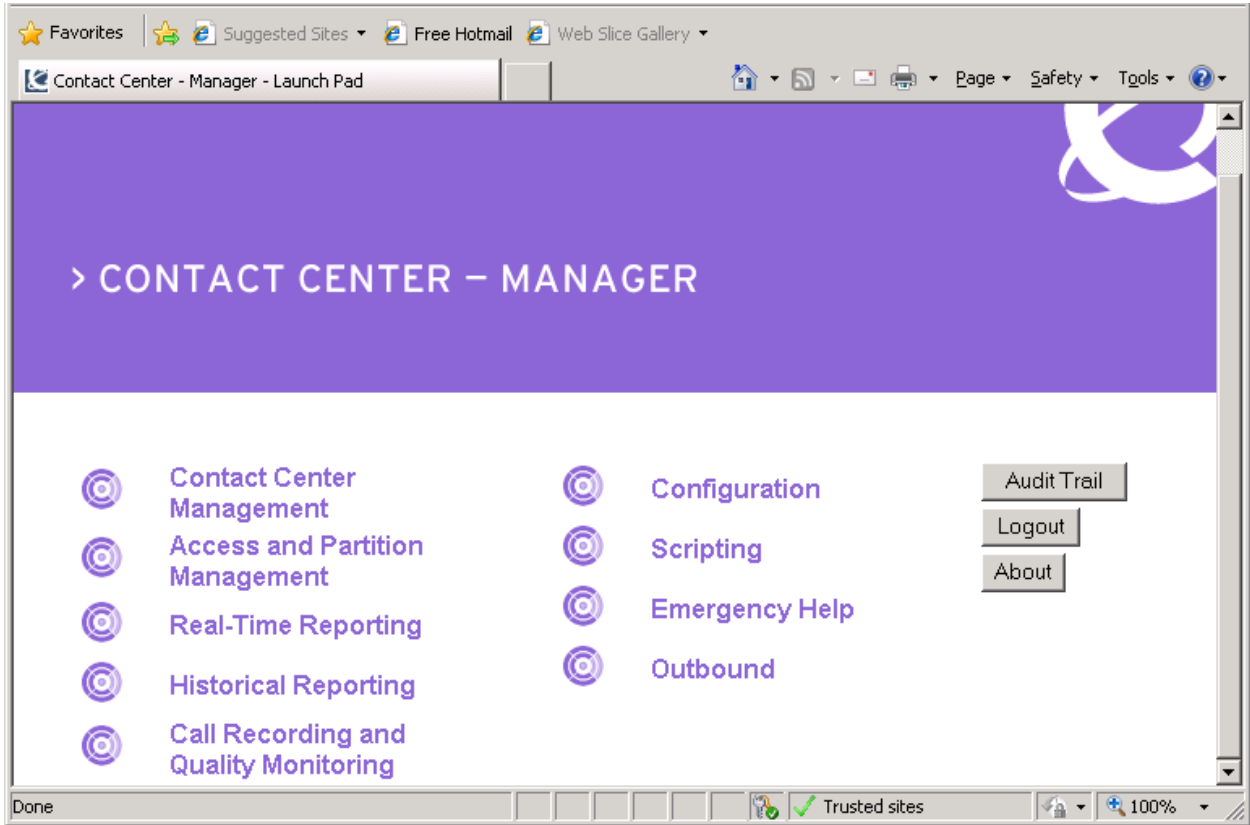 Favorites Suggested Sites Free Hotmail Web Slice Gallery
Contact Center - Manager - Launch Pad Page Safety Tools
> CONTACT CENTER – MANAGER
Contact Center
Management
Access and Partition
Management
Real-Time Reporting
Historical Reporting
Call Recording and
Quality Monitoring
Configuration
Scripting
Emergency Help
Outbound
Audit Trail
Logout
About
Done Trusted sites 100%